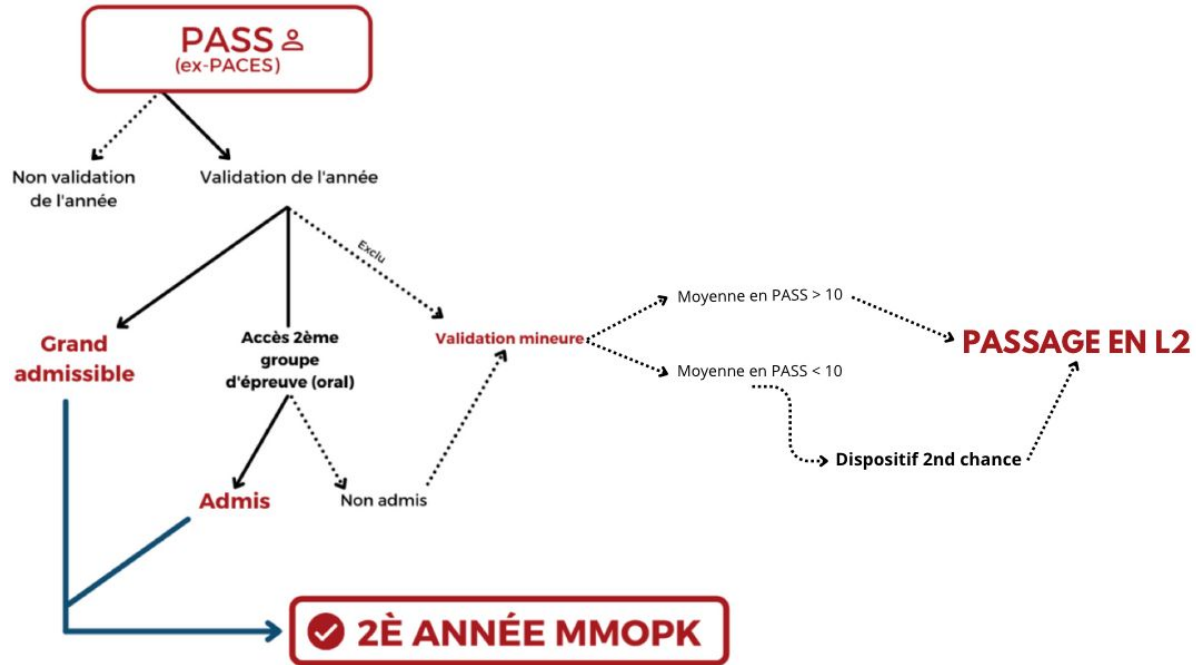 PASS
(ex-PACES)
Non validation
de l'année
Validation de l'année
Exclu
Grand
admissible
Accès 2ème
groupe
d'épreuve (oral)
Validation mineure
Moyenne en PASS > 10
Moyenne en PASS < 10
PASSAGE EN L2
Dispositif 2nd chance
Admis
Non admis
2È ANNÉE MMOPK